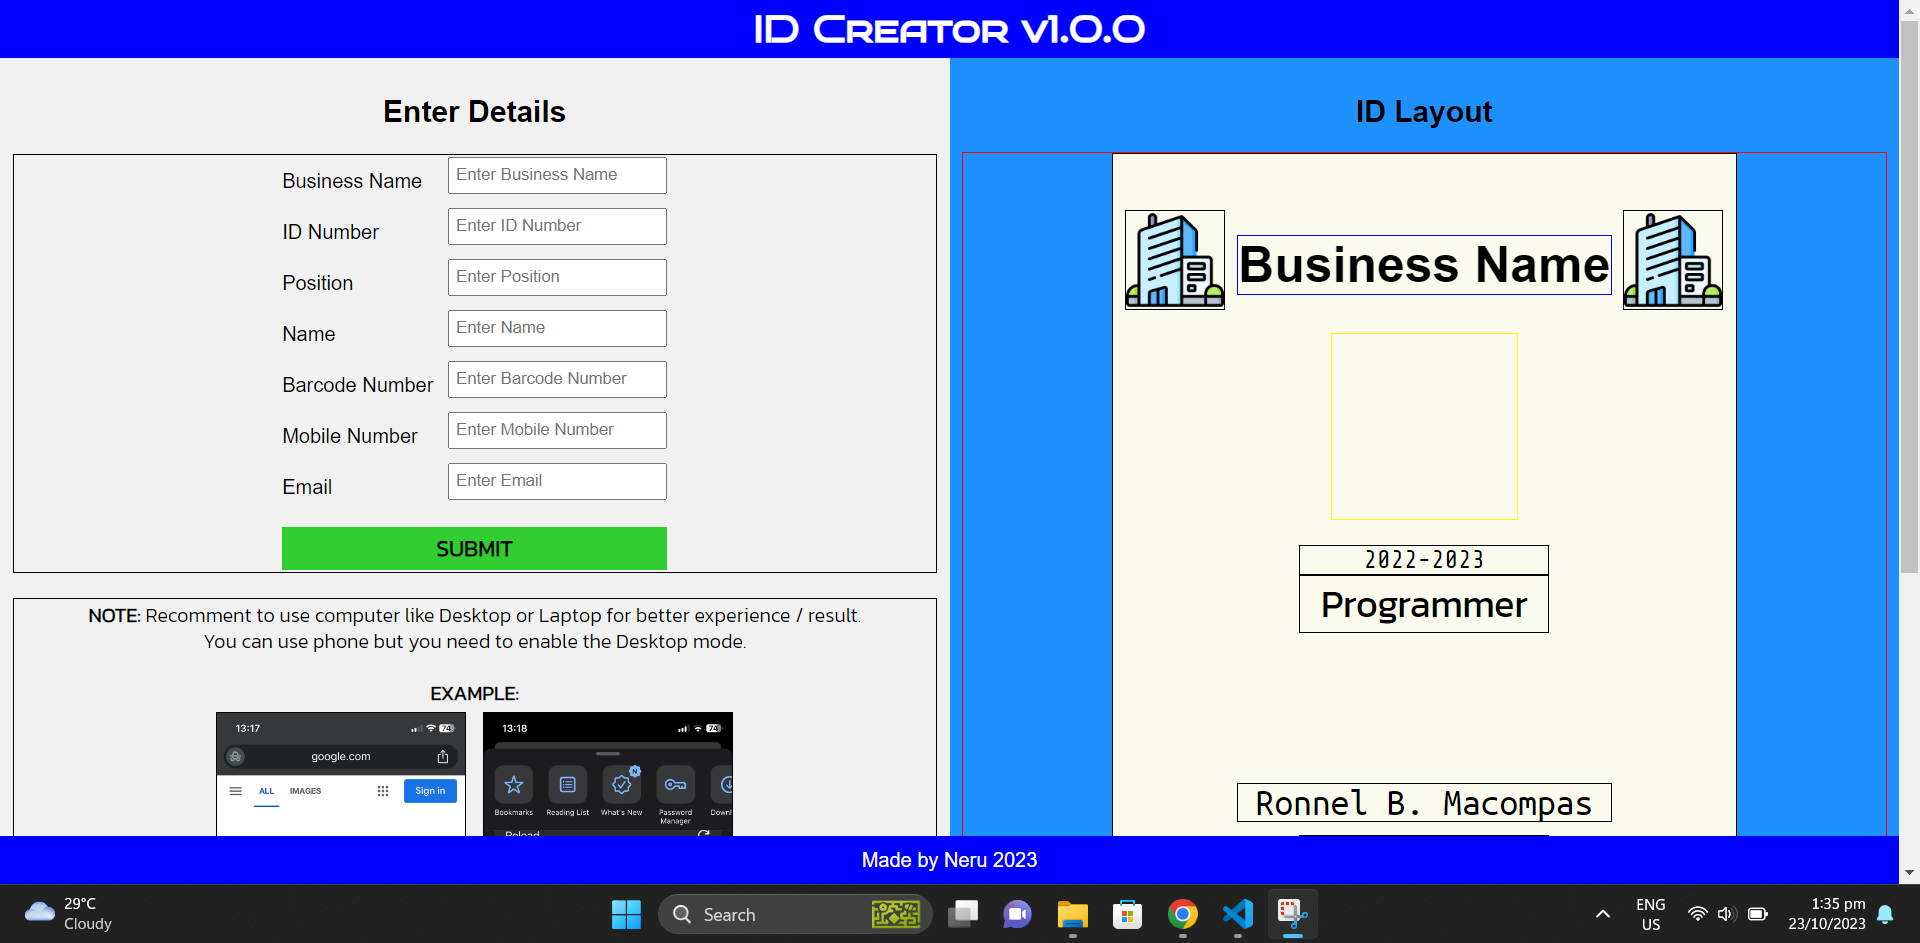 ID Creator v1.0.0
Enter Details
Business Name
Enter Business Name
ID Number
Enter ID Number
Position
Enter Position
Name
Enter Name
Barcode Number
Enter Barcode Number
Mobile Number
Enter Mobile Number
Email
Enter Email
SUBMIT
NOTE: Recomment to use computer like Desktop or Laptop for better experience / result.
You can use phone but you need to enable the Desktop mode.
EXAMPLE:
13:17
74
google.com
ALL IMAGES
Sign in
13:18
74
N
Bookmarks Reading List What's New Password Manager Downl
Reload
ID Layout
Business Name
2022-2023
Programmer
Ronnel B. Macompas
Made by Neru 2023
29°C
Cloudy
Search
ENG
US
1:35 pm
23/10/2023